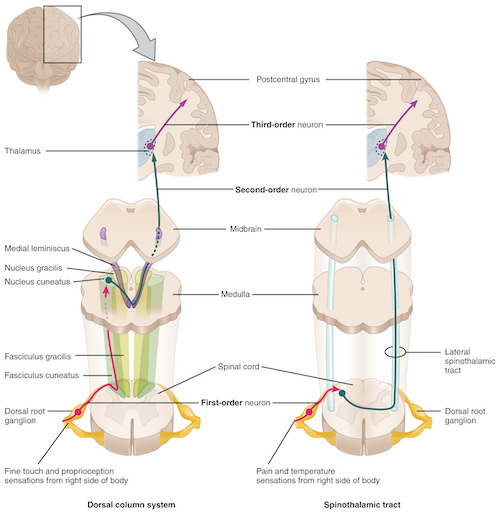 Postcentral gyrus
Third-order neuron
Thalamus
Second-order neuron
Midbrain
Medial leminiscus
Nucleus gracilis
Nucleus cuneatus
Medulla
Fasciculus gracilis
Spinal cord
Lateral
spinothalamic
tract
Fasciculus cuneatus
First-order neuron
Dorsal root
ganglion
Dorsal root
ganglion
Fine touch and proprioception
sensations from right side of body
Pain and temperature
sensations from right side of body
Dorsal column system
Spinothalamic tract